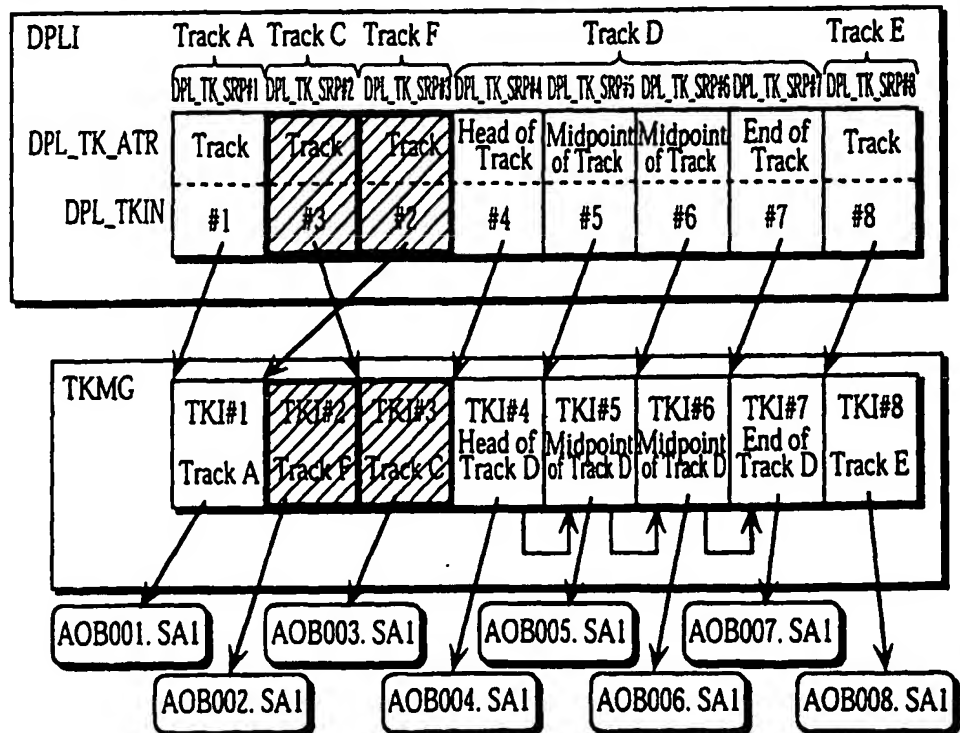 DPLI Track A Track C Track F Track D Track E
DPL_TK_SRP#1 DPL_TK_SRP#2 DPL_TK_SRP#3 DPL_TK_SRP#4 DPL_TK_SRP#5 DPL_TK_SRP#6 DPL_TK_SRP#7 DPL_TK_SRP#8
DPL_TK_ATR Track Track Track Head of Track Midpoint of Track Midpoint of Track End of Track Track
DPL_TKIN #1 #3 #2 #4 #5 #6 #7 #8
TKMG TKI#1 TKI#2 TKI#3 TKI#4 TKI#5 TKI#6 TKI#7 TKI#8
Track A Track F Track C Head of Track D Midpoint of Track D Midpoint of Track D End of Track D Track E
AOB001. SA1 AOB003. SA1 AOB005. SA1 AOB007. SA1
AOB002. SA1 AOB004. SA1 AOB006. SA1 AOB008. SA1